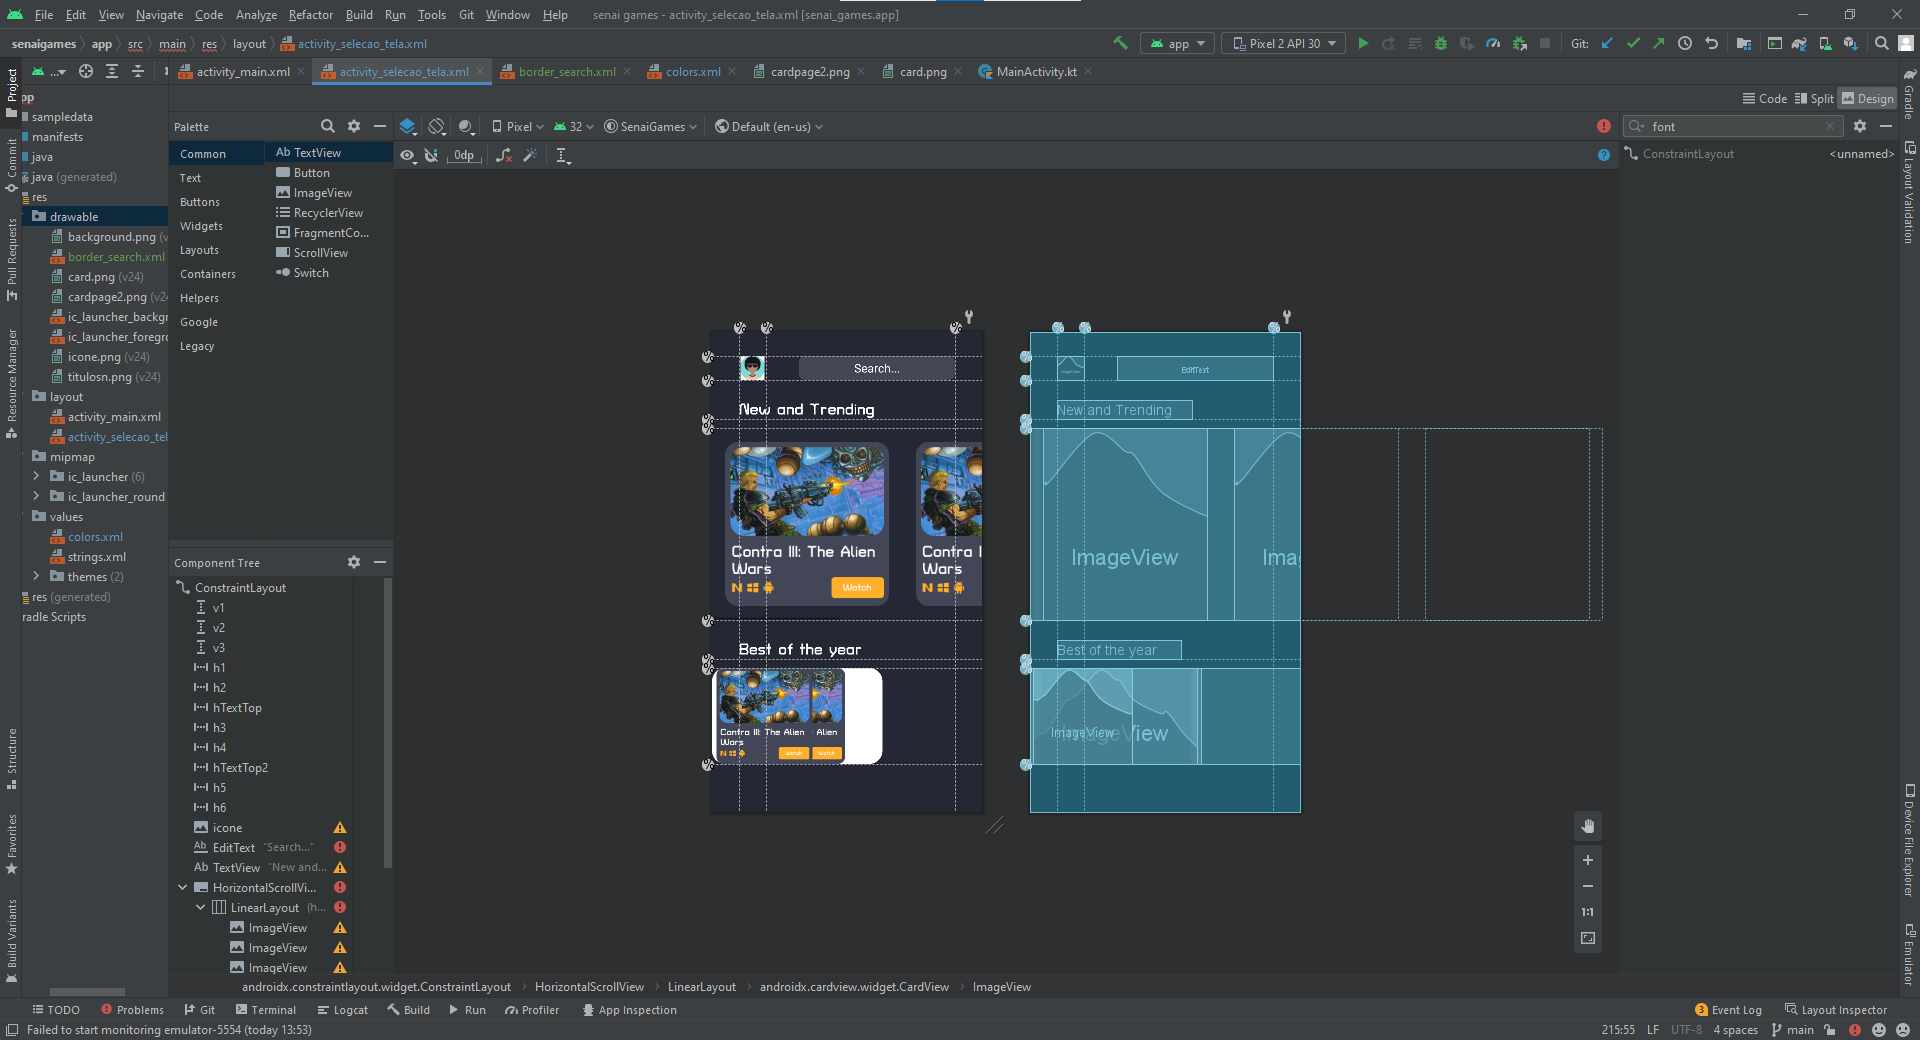 File Edit View Navigate Code Analyze Refactor Build Run Tools Git Window Help senai games - activity_selecao_tela.xml [senai_games.app]
senaigames app src main res layout activity_selecao_tela.xml app Pixel 2 API 30 Git:
... activity_main.xml activity_selecao_tela.xml border_search.xml colors.xml cardpage2.png card.png MainActivity.kt
Code Split Design
Project
Commit
Pull Requests
Resource Manager
Structure
Favorites
Build Variants
pp
sampledata
manifests
java
java (generated)
res
drawable
background.png (v
border_search.xml
card.png (v24)
cardpage2.png (v2
ic_launcher_backgr
ic_launcher_foregro
icone.png (v24)
titulosn.png (v24)
layout
activity_main.xml
activity_selecao_tel
mipmap
ic_launcher (6)
ic_launcher_round
values
colors.xml
strings.xml
themes (2)
res (generated)
radle Scripts
Palette
Common
Text
Buttons
Widgets
Layouts
Containers
Helpers
Google
Legacy
Ab TextView
Button
ImageView
RecyclerView
FragmentCo...
ScrollView
Switch
Pixel 32 SenaiGames Default (en-us)
0dp
font
ConstraintLayout <unnamed>
Component Tree
ConstraintLayout
v1
v2
v3
h1
h2
hTextTop
h3
h4
hTextTop2
h5
h6
icone
Ab EditText "Search..."
Ab TextView "New and...
HorizontalScrollVi...
LinearLayout (h...
ImageView
ImageView
ImageView
Search...
New and Trending
Contra III: The Alien
Wars
N
Watch
Contra I
Wars
N
Best of the year
Contra III: The Alien
Wars
N
Watch
Alien
Watch
ImageView
EditText
New and Trending
ImageView
Imag
Best of the year
ImageView
ImageView
1:1
Gradle
Layout Validation
Device File Explorer
Emulator
androidx.constraintlayout.widget.ConstraintLayout HorizontalScrollView LinearLayout androidx.cardview.widget.CardView ImageView
TODO Problems Git Terminal Logcat Build Run Profiler App Inspection 3 Event Log Layout Inspector
Failed to start monitoring emulator-5554 (today 13:53) 215:55 LF UTF-8 4 spaces main